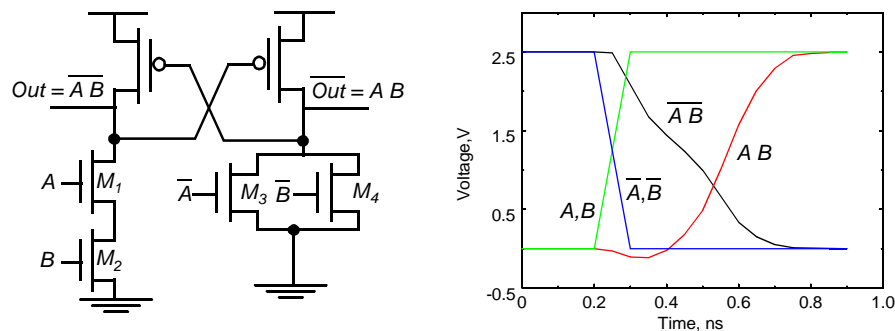 Out = A̅ ̅B̅
O̅u̅t̅ = A B
A
M1
A̅
M3
B̅
M4
B
M2
Voltage,V
2.5
1.5
0.5
-0.5
A̅ ̅B̅
A B
A,B
A̅,B̅
0
0.2
0.4
0.6
0.8
1.0
Time, ns